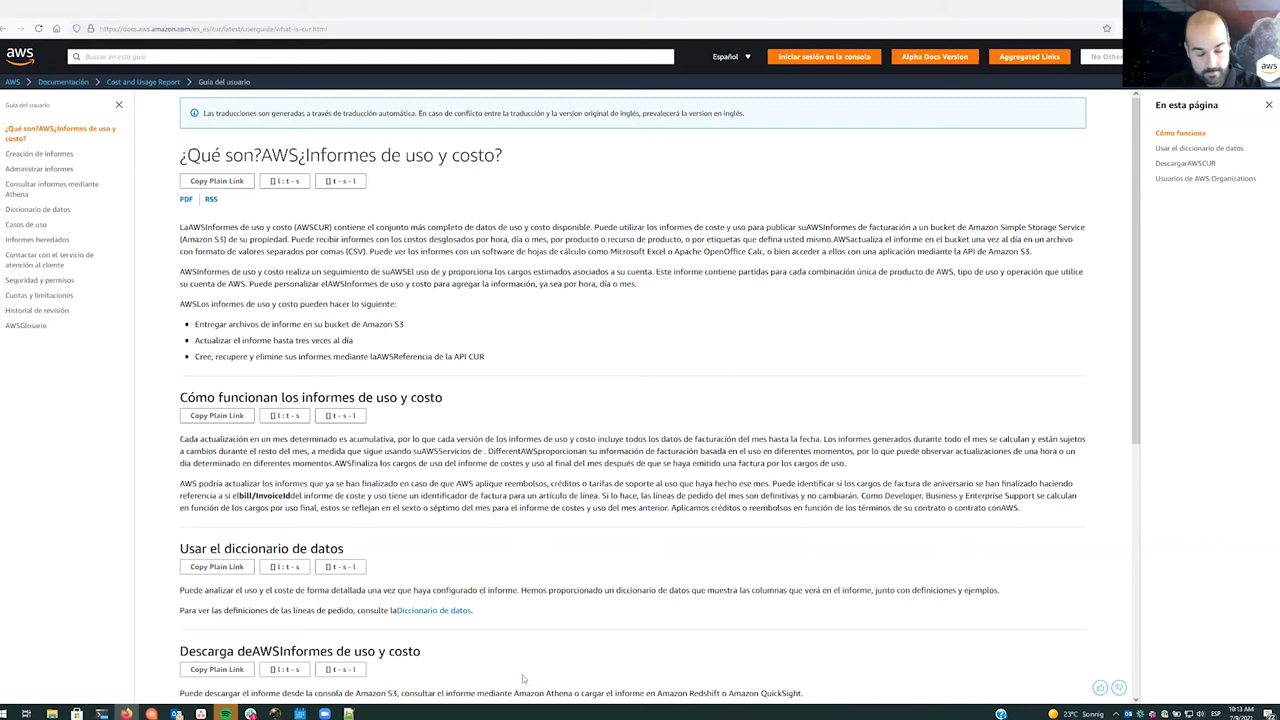 https://docs.aws.amazon.com/es_es/cur/latest/userguide/what-is-cur.html
aws
Buscar en esta guía
Español
Iniciar sesión en la consola
Alpha Docs Version
Aggregated Links
No Other
aws
AWS
Documentación
Cost and Usage Report
Guía del usuario
Guía del usuario
¿Qué son?AWS¿Informes de uso y
costo?
Creación de informes
Administrar informes
Consultar informes mediante
Athena
Diccionario de datos
Casos de uso
Informes heredados
Contactar con el servicio de
atención al cliente
Seguridad y permisos
Cuotas y limitaciones
Historial de revisión
AWSGlosario
Las traducciones son generadas a través de traducción automática. En caso de conflicto entre la traducción y la version original de inglés, prevalecerá la version en inglés.
¿Qué son?AWS¿Informes de uso y costo?
Copy Plain Link
[] l : t - s
[] t - s - l
PDF
RSS
LaAWSInformes de uso y costo (AWSCUR) contiene el conjunto más completo de datos de uso y costo disponible. Puede utilizar los informes de coste y uso para publicar suAWSInformes de facturación a un bucket de Amazon Simple Storage Service
(Amazon S3) de su propiedad. Puede recibir informes con los costos desglosados por hora, día o mes, por producto o recurso de producto, o por etiquetas que defina usted mismo.AWSactualiza el informe en el bucket una vez al día en un archivo
con formato de valores separados por comas (CSV). Puede ver los informes con un software de hojas de cálculo como Microsoft Excel o Apache OpenOffice Calc, o bien acceder a ellos con una aplicación mediante la API de Amazon S3.
AWSInformes de uso y costo realiza un seguimiento de suAWSEl uso de y proporciona los cargos estimados asociados a su cuenta. Este informe contiene partidas para cada combinación única de producto de AWS, tipo de uso y operación que utilice
su cuenta de AWS. Puede personalizar elAWSInformes de uso y costo para agregar la información, ya sea por hora, día o mes.
AWSLos informes de uso y costo pueden hacer lo siguiente:
Entregar archivos de informe en su bucket de Amazon S3
Actualizar el informe hasta tres veces al día
Cree, recupere y elimine sus informes mediante laAWSReferencia de la API CUR
Cómo funcionan los informes de uso y costo
Copy Plain Link
[] l : t - s
[] t - s - l
Cada actualización en un mes determinado es acumulativa, por lo que cada versión de los informes de uso y costo incluye todos los datos de facturación del mes hasta la fecha. Los informes generados durante todo el mes se calculan y están sujetos
a cambios durante el resto del mes, a medida que sigue usando suAWSServicios de . DifferentAWSproporcionan su información de facturación basada en el uso en diferentes momentos, por lo que puede observar actualizaciones de una hora o un
día determinado en diferentes momentos.AWSfinaliza los cargos de uso del informe de costes y uso al final del mes después de que se haya emitido una factura por los cargos de uso.
AWS podría actualizar los informes que ya se han finalizado en caso de que AWS aplique reembolsos, créditos o tarifas de soporte al uso que haya hecho ese mes. Puede identificar si los cargos de factura de aniversario se han finalizado haciendo
referencia a si elbill/InvoiceIddel informe de coste y uso tiene un identificador de factura para un artículo de línea. Si lo hace, las líneas de pedido del mes son definitivas y no cambiarán. Como Developer, Business y Enterprise Support se calculan
en función de los cargos por uso final, estos se reflejan en el sexto o séptimo del mes para el informe de costes y uso del mes anterior. Aplicamos créditos o reembolsos en función de los términos de su contrato o contrato conAWS.
Usar el diccionario de datos
Copy Plain Link
[] l : t - s
[] t - s - l
Puede analizar el uso y el coste de forma detallada una vez que haya configurado el informe. Hemos proporcionado un diccionario de datos que muestra las columnas que verá en el informe, junto con definiciones y ejemplos.
Para ver las definiciones de las líneas de pedido, consulte laDiccionario de datos.
Descarga deAWSInformes de uso y costo
Copy Plain Link
[] l : t - s
[] t - s - l
Puede descargar el informe desde la consola de Amazon S3, consultar el informe mediante Amazon Athena o cargar el informe en Amazon Redshift o Amazon QuickSight.
En esta página
Cómo funciona
Usar el diccionario de datos
DescargarAWSCUR
Usuarios de AWS Organizations
23°C Sonnig
ESP
10:13 AM
7/9/2021